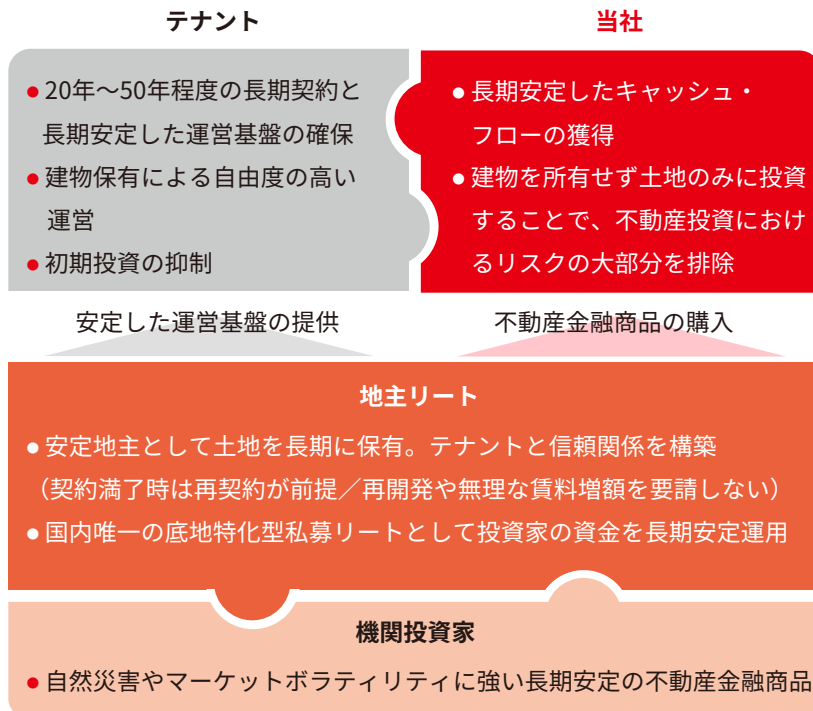 テナント
● 20年～50年程度の長期契約と
長期安定した運営基盤の確保
● 建物保有による自由度の高い
運営
● 初期投資の抑制
当社
● 長期安定したキャッシュ・
フローの獲得
● 建物を所有せず土地のみに投資
することで、不動産投資におけ
るリスクの大部分を排除
安定した運営基盤の提供
不動産金融商品の購入
地主リート
● 安定地主として土地を長期に保有。テナントと信頼関係を構築
（契約満了時は再契約が前提／再開発や無理な賃料増額を要請しない）
● 国内唯一の底地特化型私募リートとして投資家の資金を長期安定運用
機関投資家
● 自然災害やマーケットボラティリティに強い長期安定の不動産金融商品